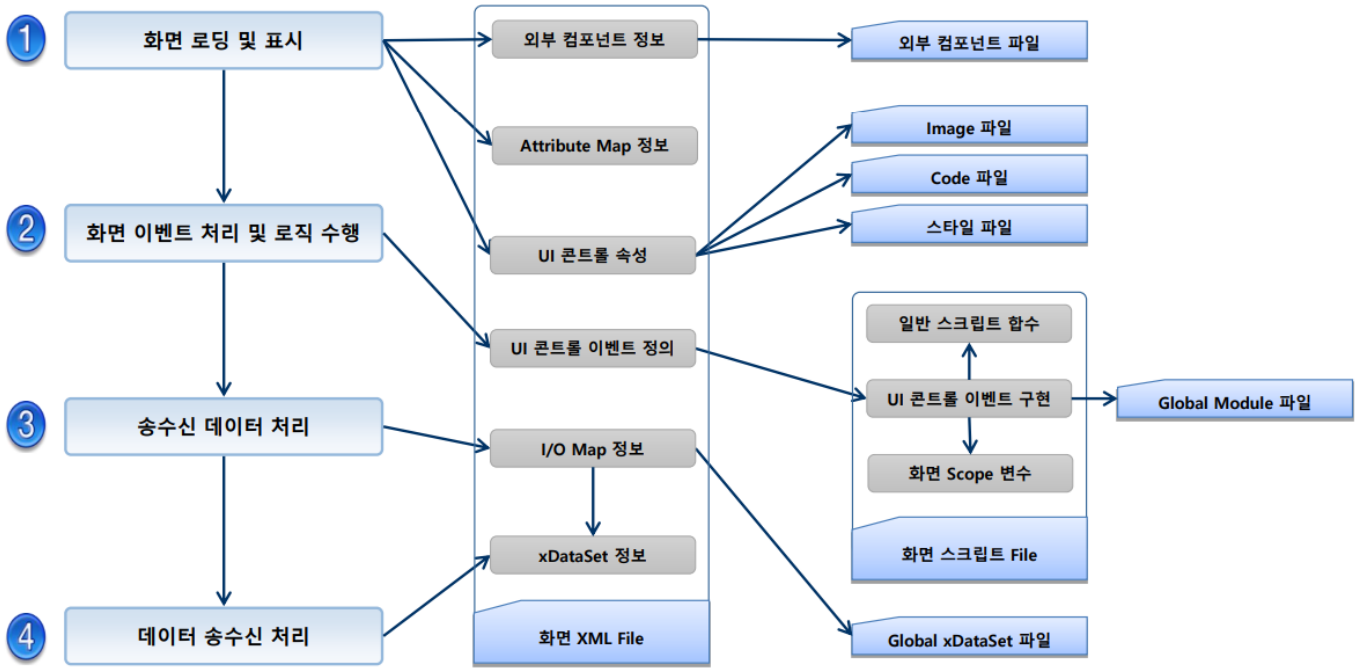 1
화면 로딩 및 표시
외부 컴포넌트 정보
외부 컴포넌트 파일
Attribute Map 정보
Image 파일
Code 파일
2
화면 이벤트 처리 및 로직 수행
UI 콘트롤 속성
스타일 파일
UI 콘트롤 이벤트 정의
일반 스크립트 합수
UI 콘트롤 이벤트 구현
Global Module 파일
3
송수신 데이터 처리
I/O Map 정보
화면 Scope 변수
xDataSet 정보
화면 스크립트 File
4
데이터 송수신 처리
화면 XML File
Global xDataSet 파일